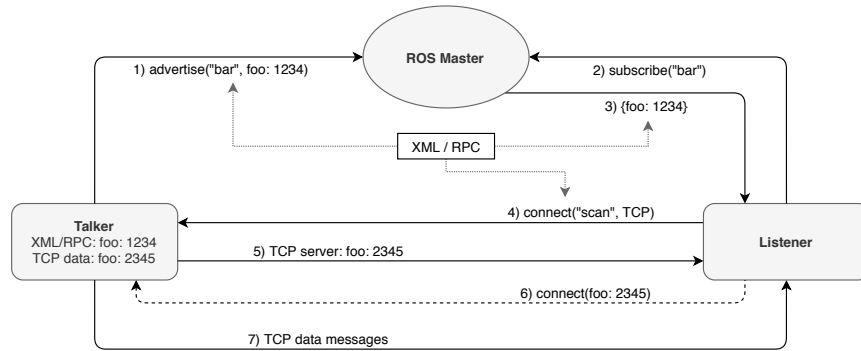 1) advertise("bar", foo: 1234)
ROS Master
2) subscribe("bar")
3) {foo: 1234}
XML / RPC
4) connect("scan", TCP)
Talker
XML/RPC: foo: 1234
TCP data: foo: 2345
Listener
5) TCP server: foo: 2345
6) connect(foo: 2345)
7) TCP data messages